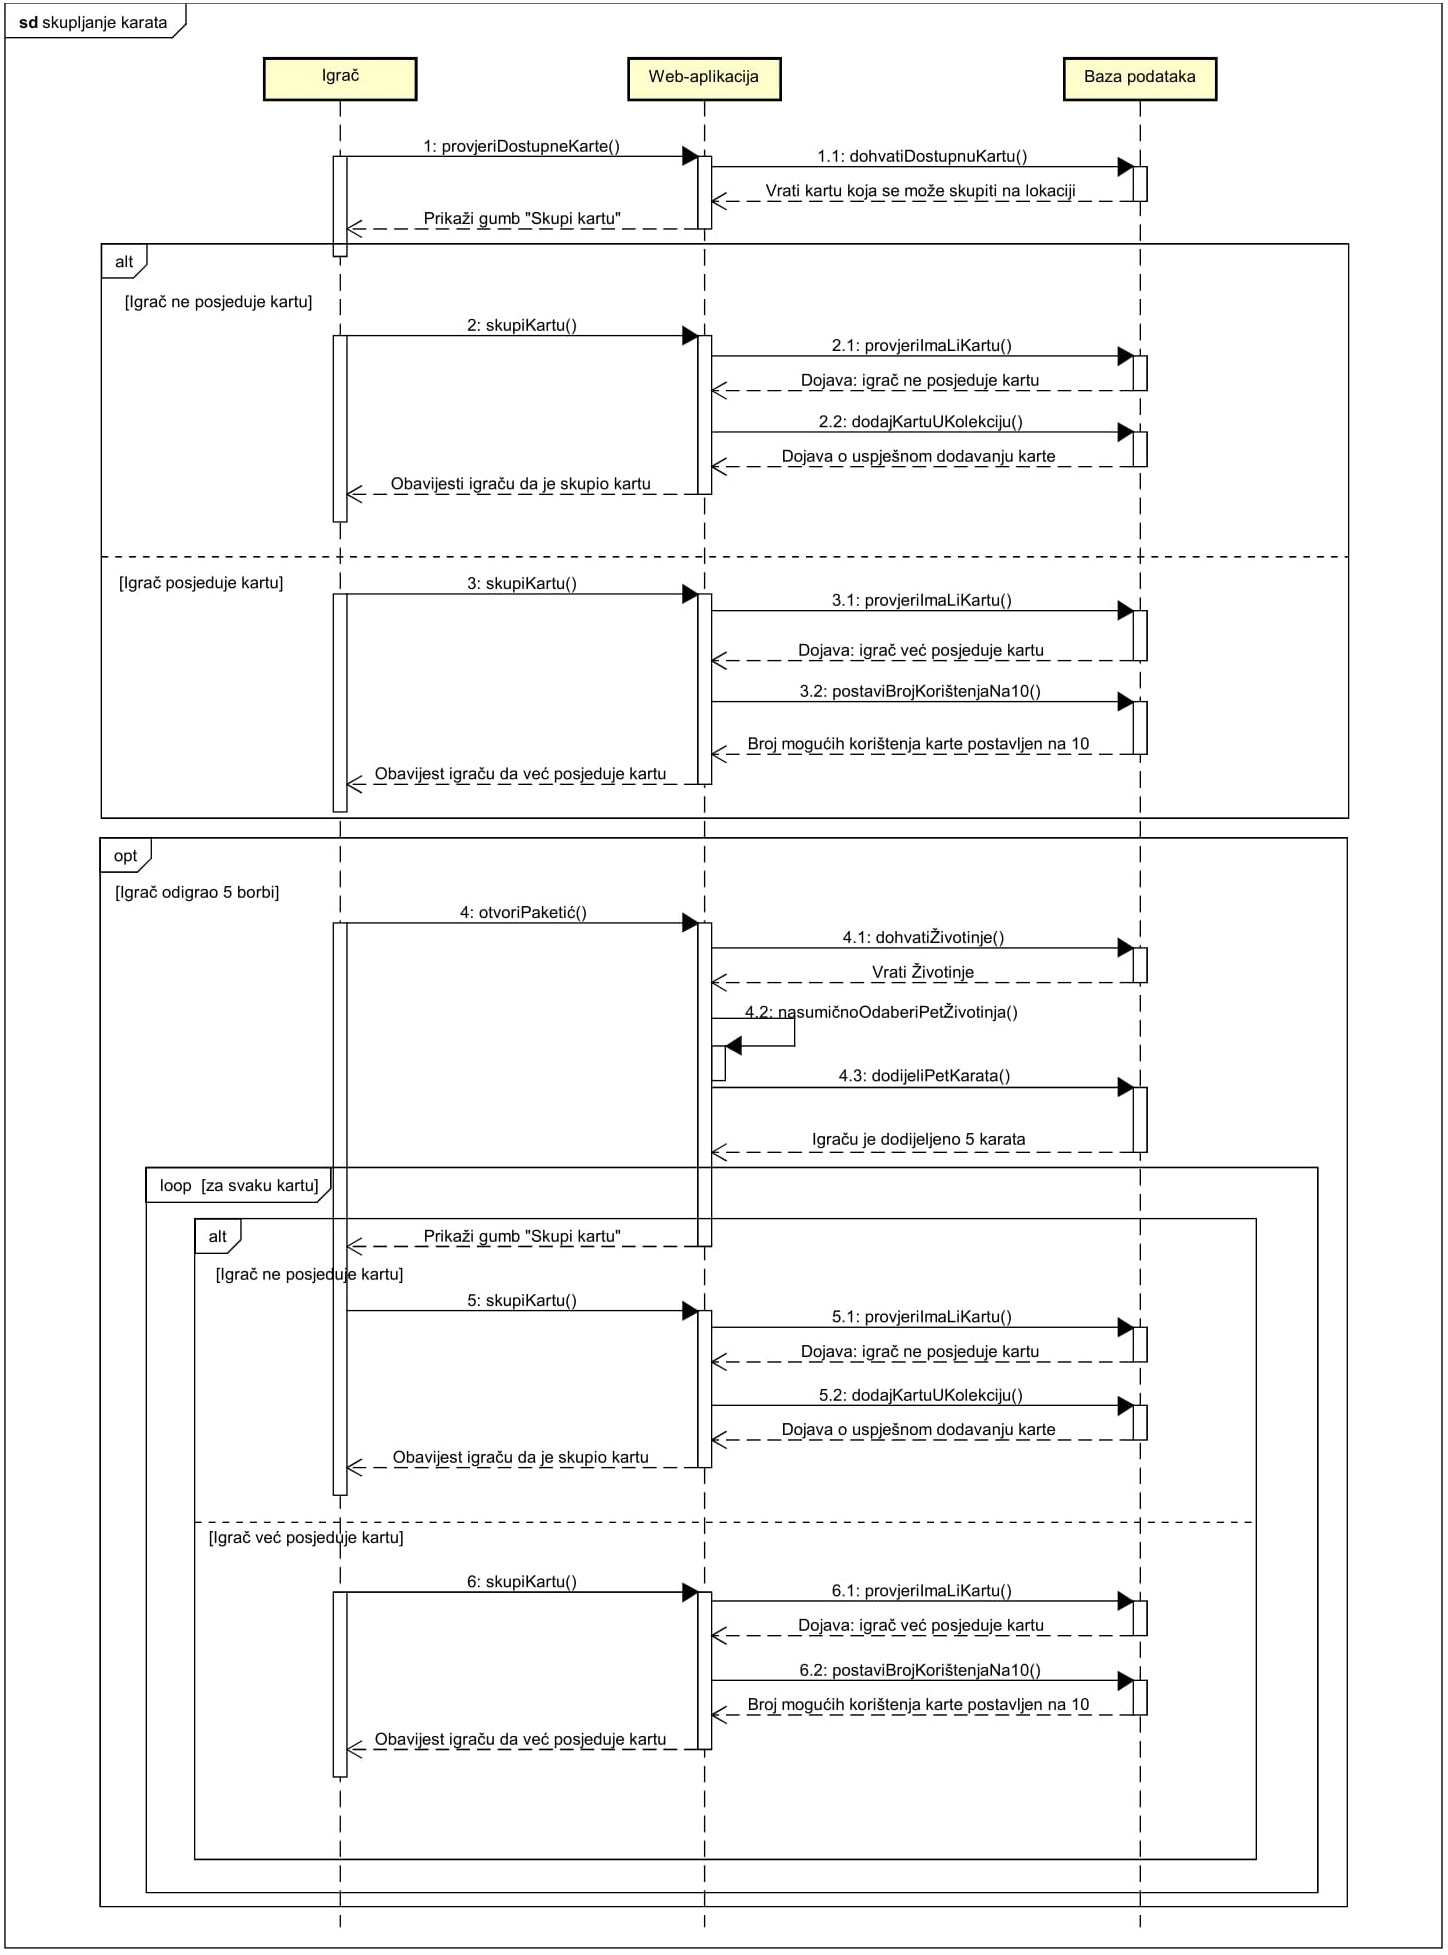 sd skupljanje karata
Igrač
Web-aplikacija
Baza podataka
1: provjeriDostupneKarte()
1.1: dohvatiDostupnuKartu()
Vrati kartu koja se može skupiti na lokaciji
Prikaži gumb "Skupi kartu"
alt
[Igrač ne posjeduje kartu]
2: skupiKartu()
2.1: provjeriImaLiKartu()
Dojava: igrač ne posjeduje kartu
2.2: dodajKartuUKolekciju()
Dojava o uspješnom dodavanju karte
Obavijesti igraču da je skupio kartu
[Igrač posjeduje kartu]
3: skupiKartu()
3.1: provjeriImaLiKartu()
Dojava: igrač već posjeduje kartu
3.2: postaviBrojKorištenjaNa10()
Broj mogućih korištenja karte postavljen na 10
Obavijest igraču da već posjeduje kartu
opt
[Igrač odigrao 5 borbi]
4: otvoriPaketić()
4.1: dohvatiŽivotinje()
Vrati Životinje
4.2: nasumičnoOdaberiPetŽivotinja()
4.3: dodijeliPetKarata()
Igraču je dodijeljeno 5 karata
loop [za svaku kartu]
alt
Prikaži gumb "Skupi kartu"
[Igrač ne posjeduje kartu]
5: skupiKartu()
5.1: provjeriImaLiKartu()
Dojava: igrač ne posjeduje kartu
5.2: dodajKartuUKolekciju()
Dojava o uspješnom dodavanju karte
Obavijest igraču da je skupio kartu
[Igrač već posjeduje kartu]
6: skupiKartu()
6.1: provjeriImaLiKartu()
Dojava: igrač već posjeduje kartu
6.2: postaviBrojKorištenjaNa10()
Broj mogućih korištenja karte postavljen na 10
Obavijest igraču da već posjeduje kartu